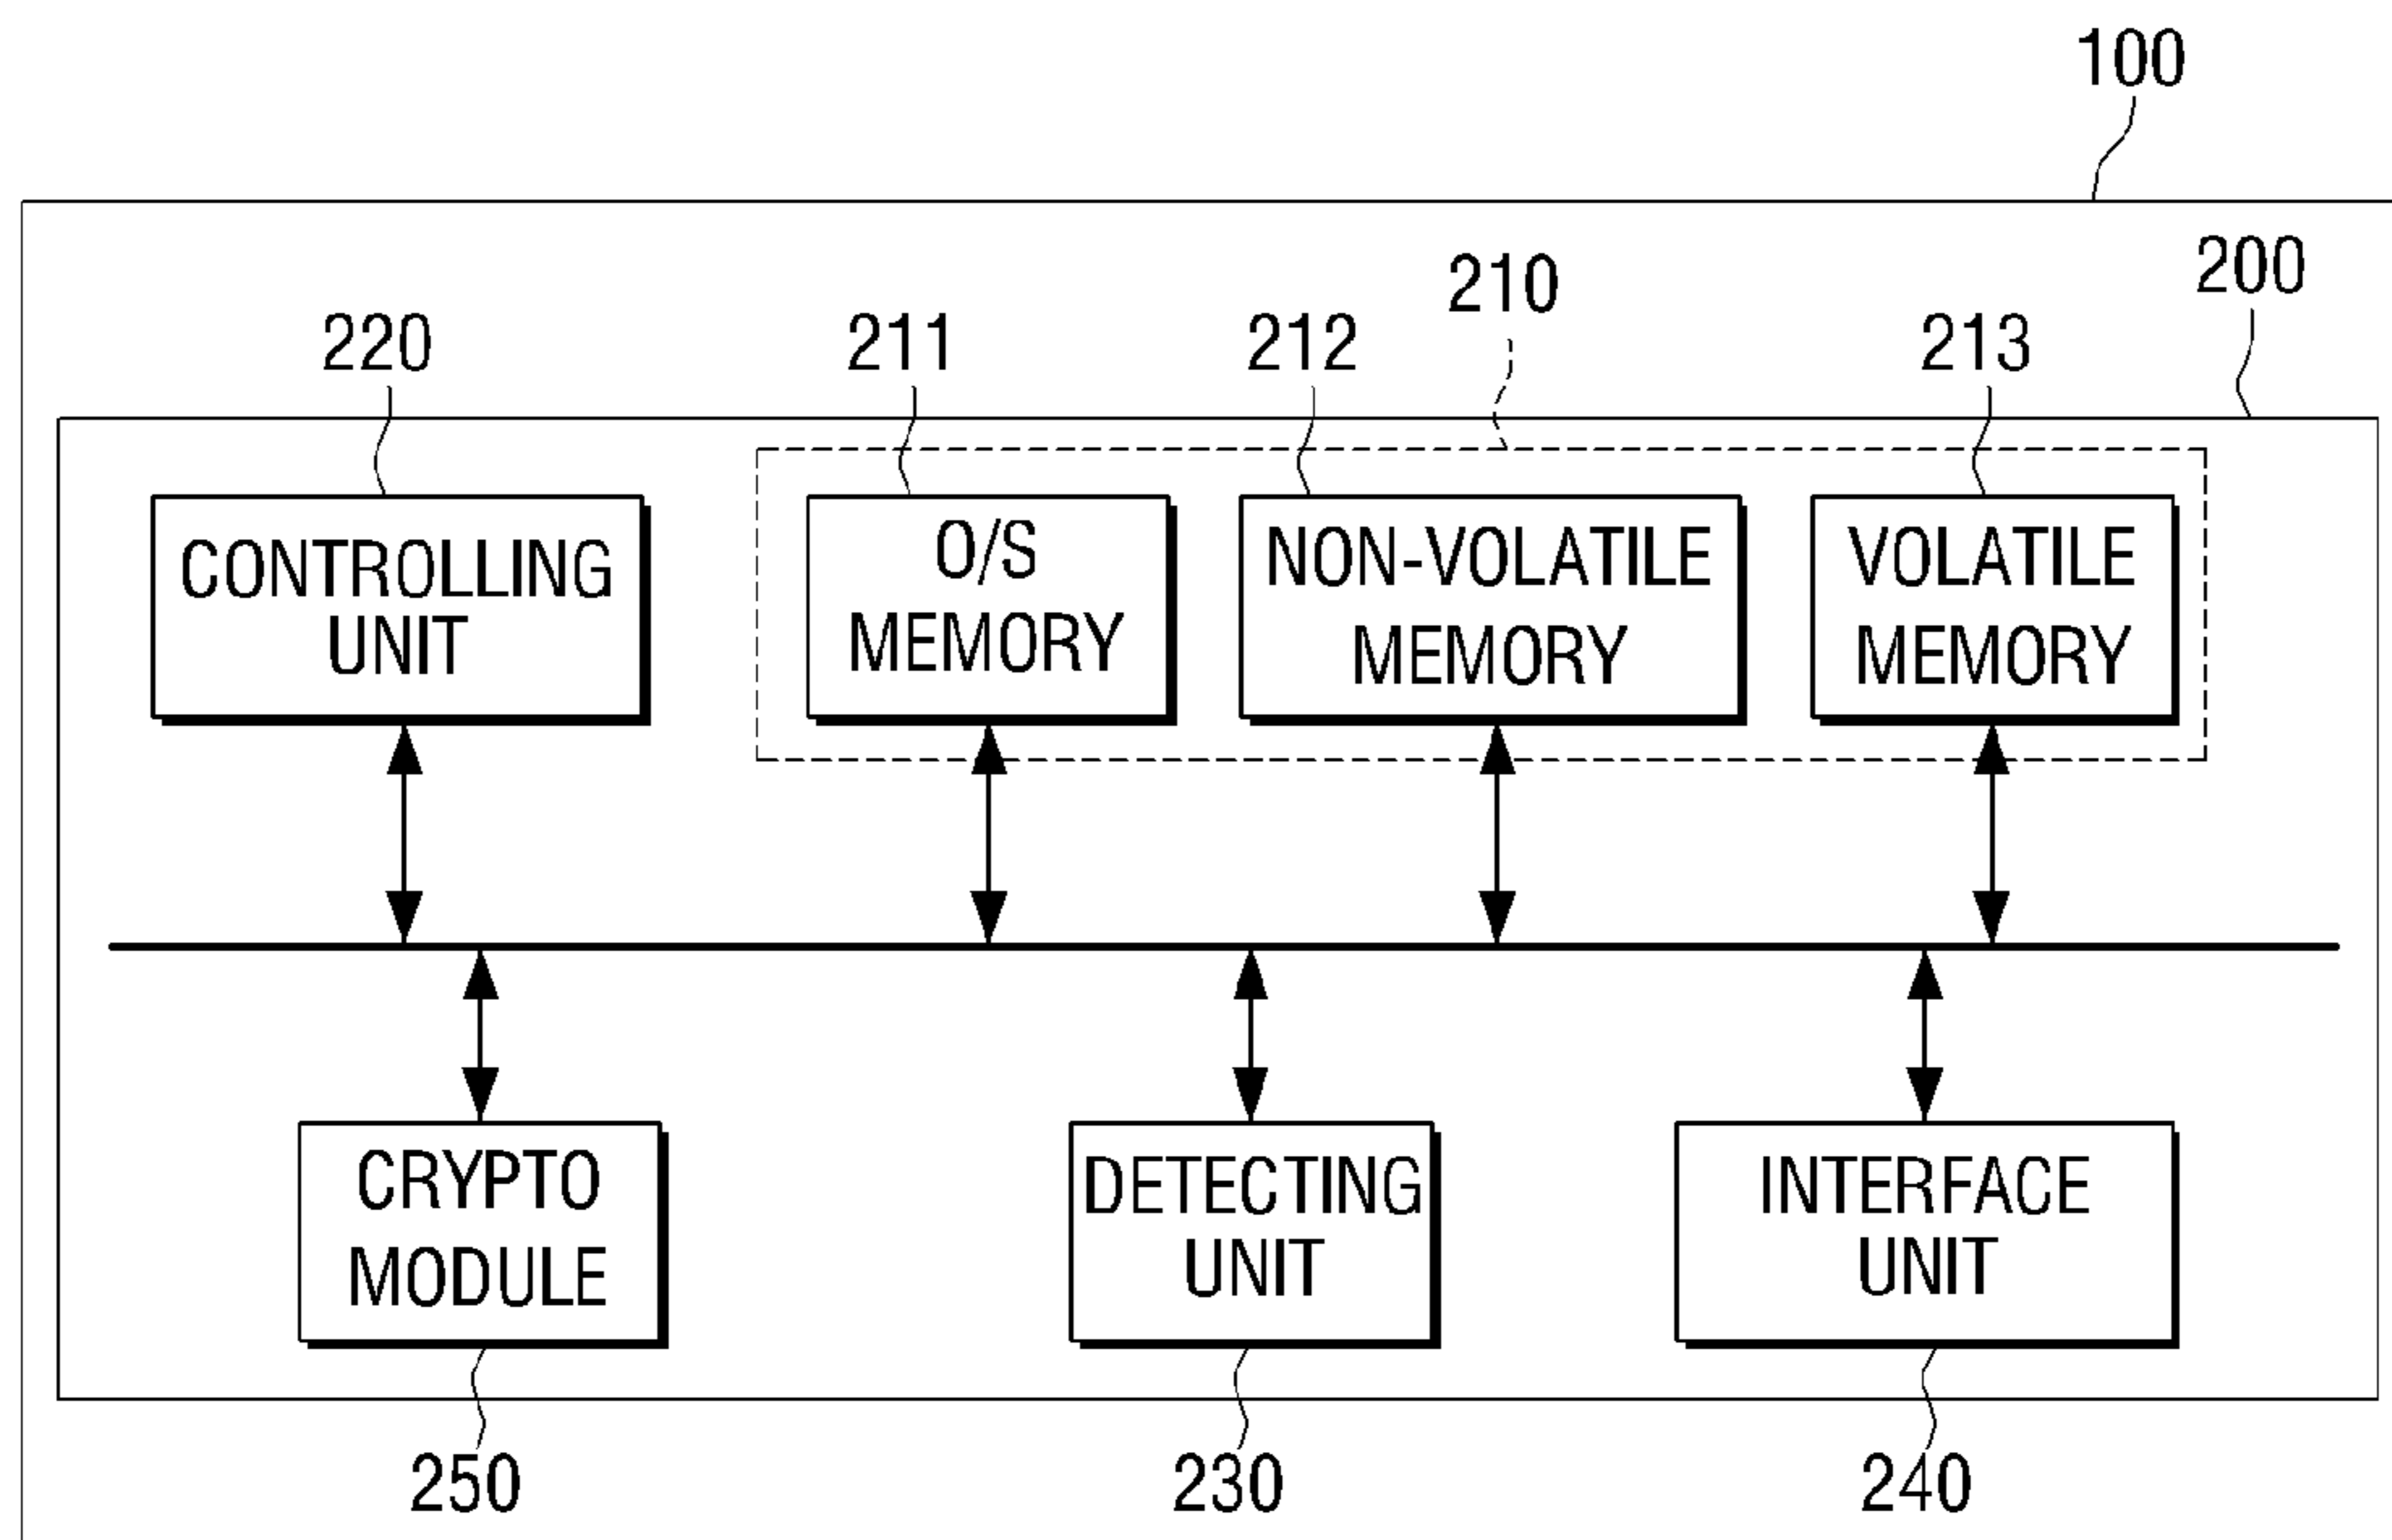 100
200
210
220
211
212
213
CONTROLLING
UNIT
O/S
MEMORY
NON-VOLATILE
MEMORY
VOLATILE
MEMORY
CRYPTO
MODULE
DETECTING
UNIT
INTERFACE
UNIT
250
230
240